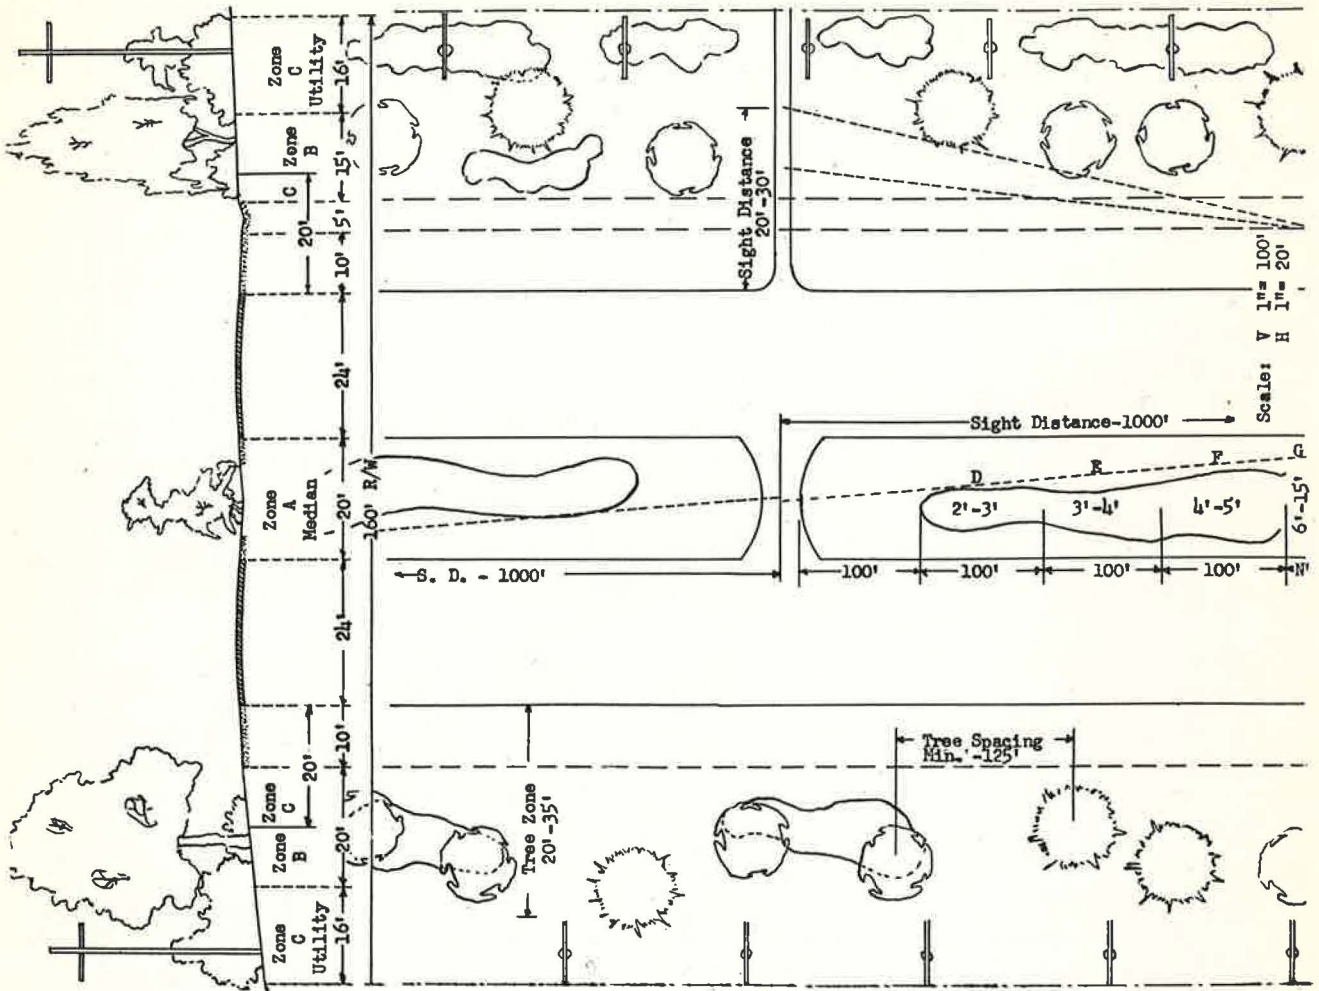 Zone
C
Utility
16'
Zone
B
15'
C
5'
20'
10'
24'
Zone
A
Median
20'
160' R/W
24'
10'
20'
Zone
C
20'
Zone
B
Zone
C
Utility
16'
Sight Distance
20'-30'
Scale: V 1"= 100'
H 1"= 20'
Sight Distance-1000'
D
E
F
G
2'-3'
3'-4'
4'-5'
6'-15'
S. D. - 1000'
100'
100'
100'
100'
N'
Tree Spacing
Min. -125'
Tree Zone
20'-35'